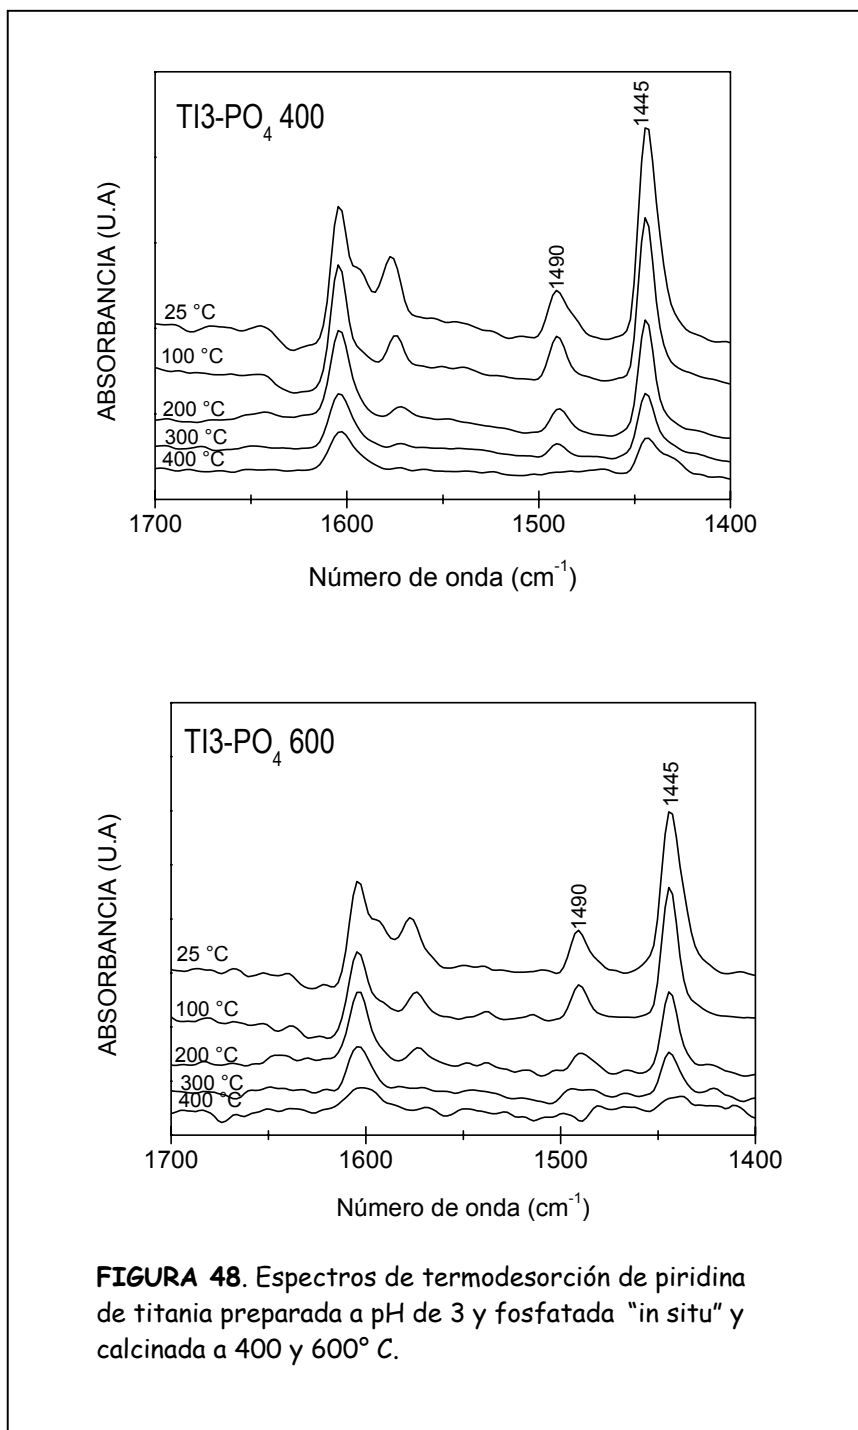 TI3-PO4 400
1445
1490
25 °C
100 °C
200 °C
300 °C
400 °C
ABSORBANCIA (U.A)
1700 1600 1500 1400
Número de onda (cm-1)
TI3-PO4 600
1445
1490
25 °C
100 °C
200 °C
300 °C
400 °C
ABSORBANCIA (U.A)
1700 1600 1500 1400
Número de onda (cm-1)
FIGURA 48. Espectros de termodesorción de piridina
de titania preparada a pH de 3 y fosfatada "in situ" y
calcinada a 400 y 600° C.